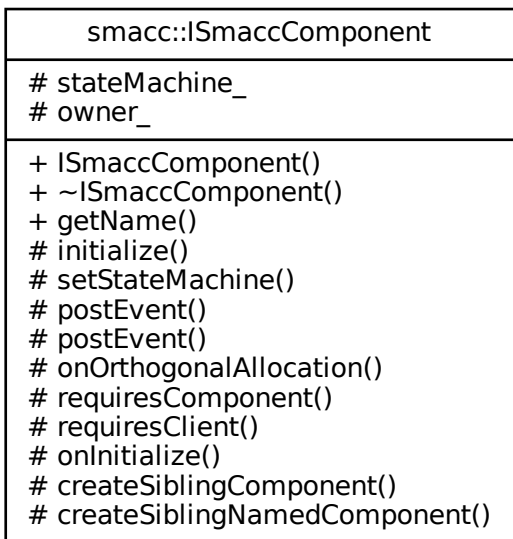 smacc::ISmaccComponent
# stateMachine_
# owner_
+ ISmaccComponent()
+ ~ISmaccComponent()
+ getName()
# initialize()
# setStateMachine()
# postEvent()
# postEvent()
# onOrthogonalAllocation()
# requiresComponent()
# requiresClient()
# onInitialize()
# createSiblingComponent()
# createSiblingNamedComponent()